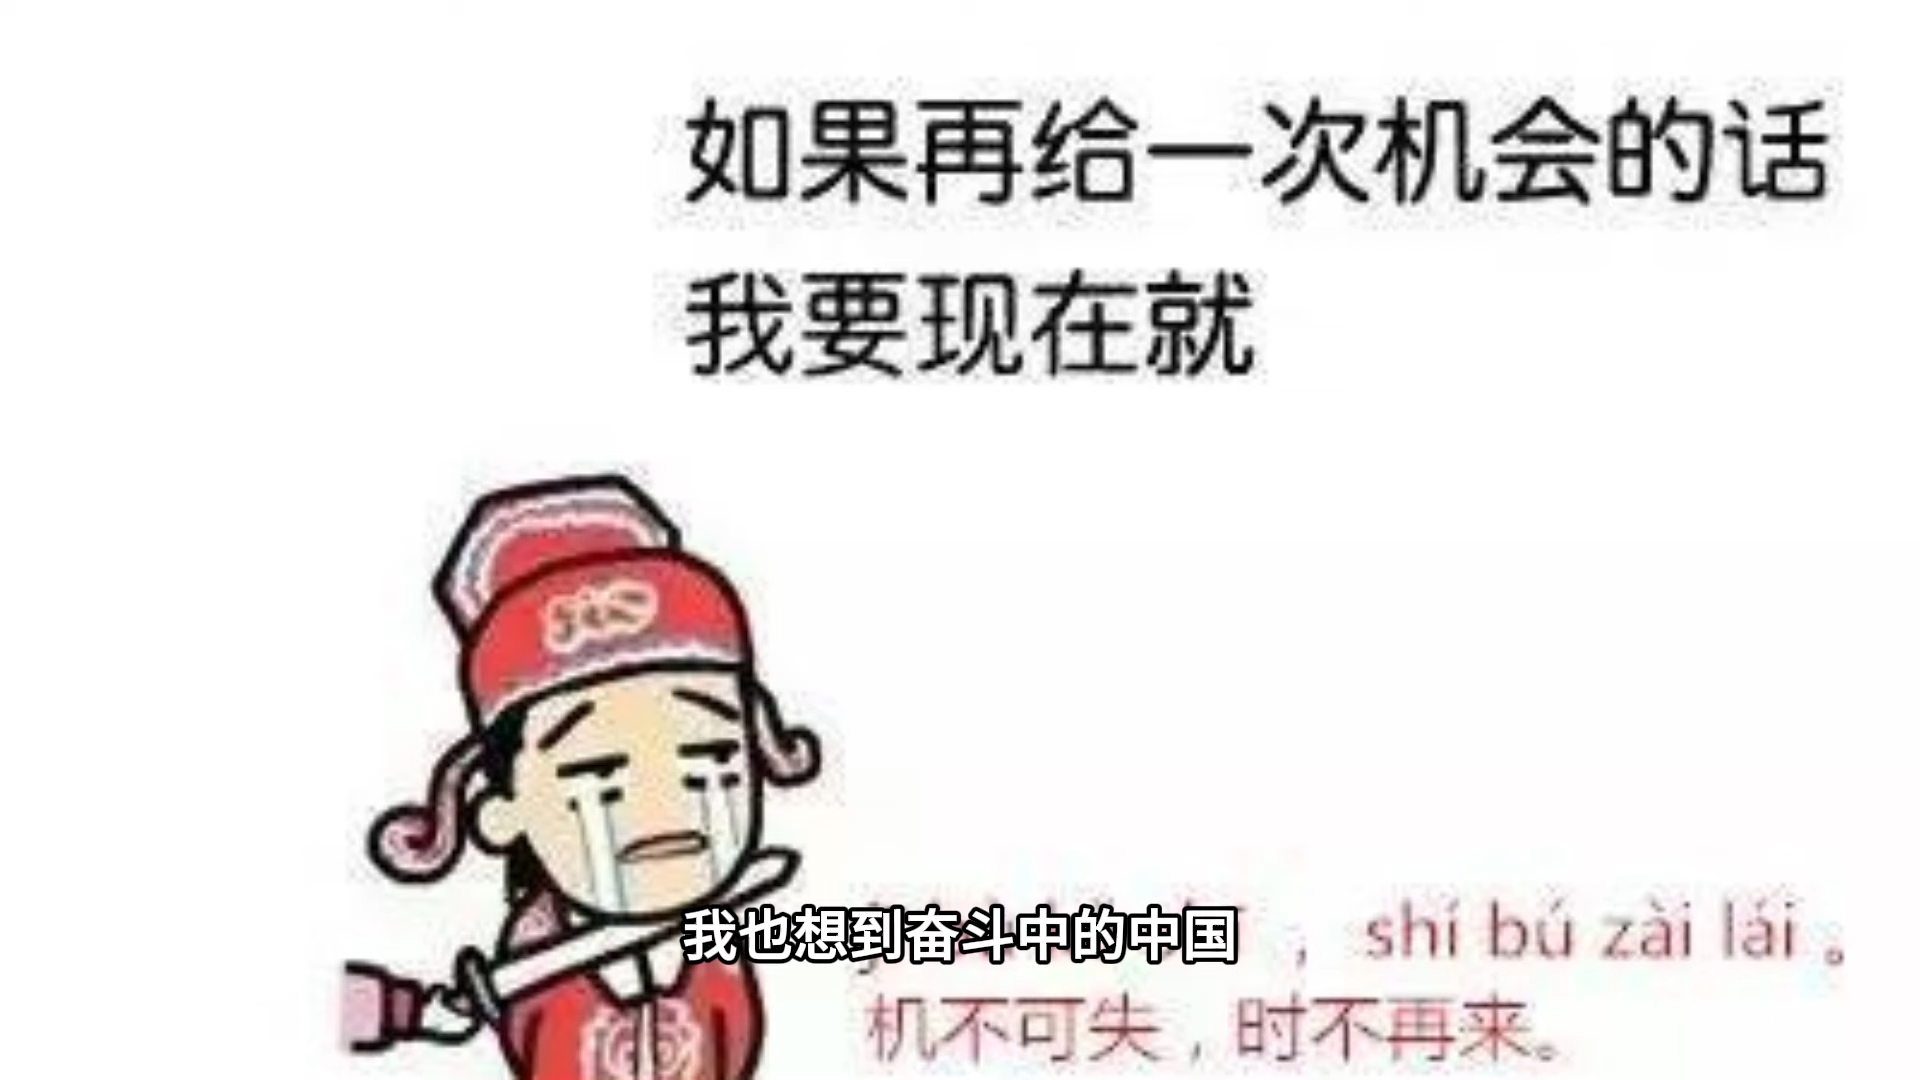 如果再给一次机会的话
我要现在就
我也想到奋斗中的中国
， shí bú zài lái 。
机不可失，时不再来。